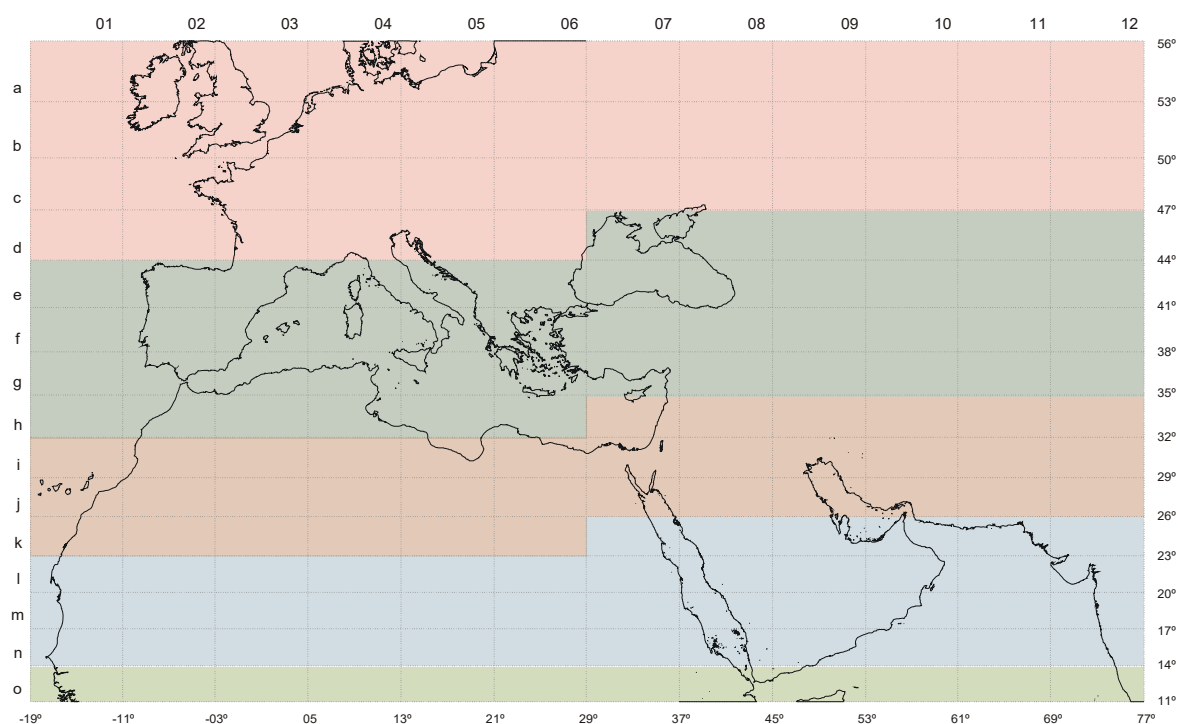 01 02 03 04 05 06 07 08 09 10 11 12
56º
a
53º
b
50º
c
47º
d
44º
e
41º
f
38º
g
35º
h
32º
i
29º
j
26º
k
23º
l
20º
m
17º
n
14º
o
11º
-19º -11º -03º 05 13º 21º 29º 37º 45º 53º 61º 69º 77º